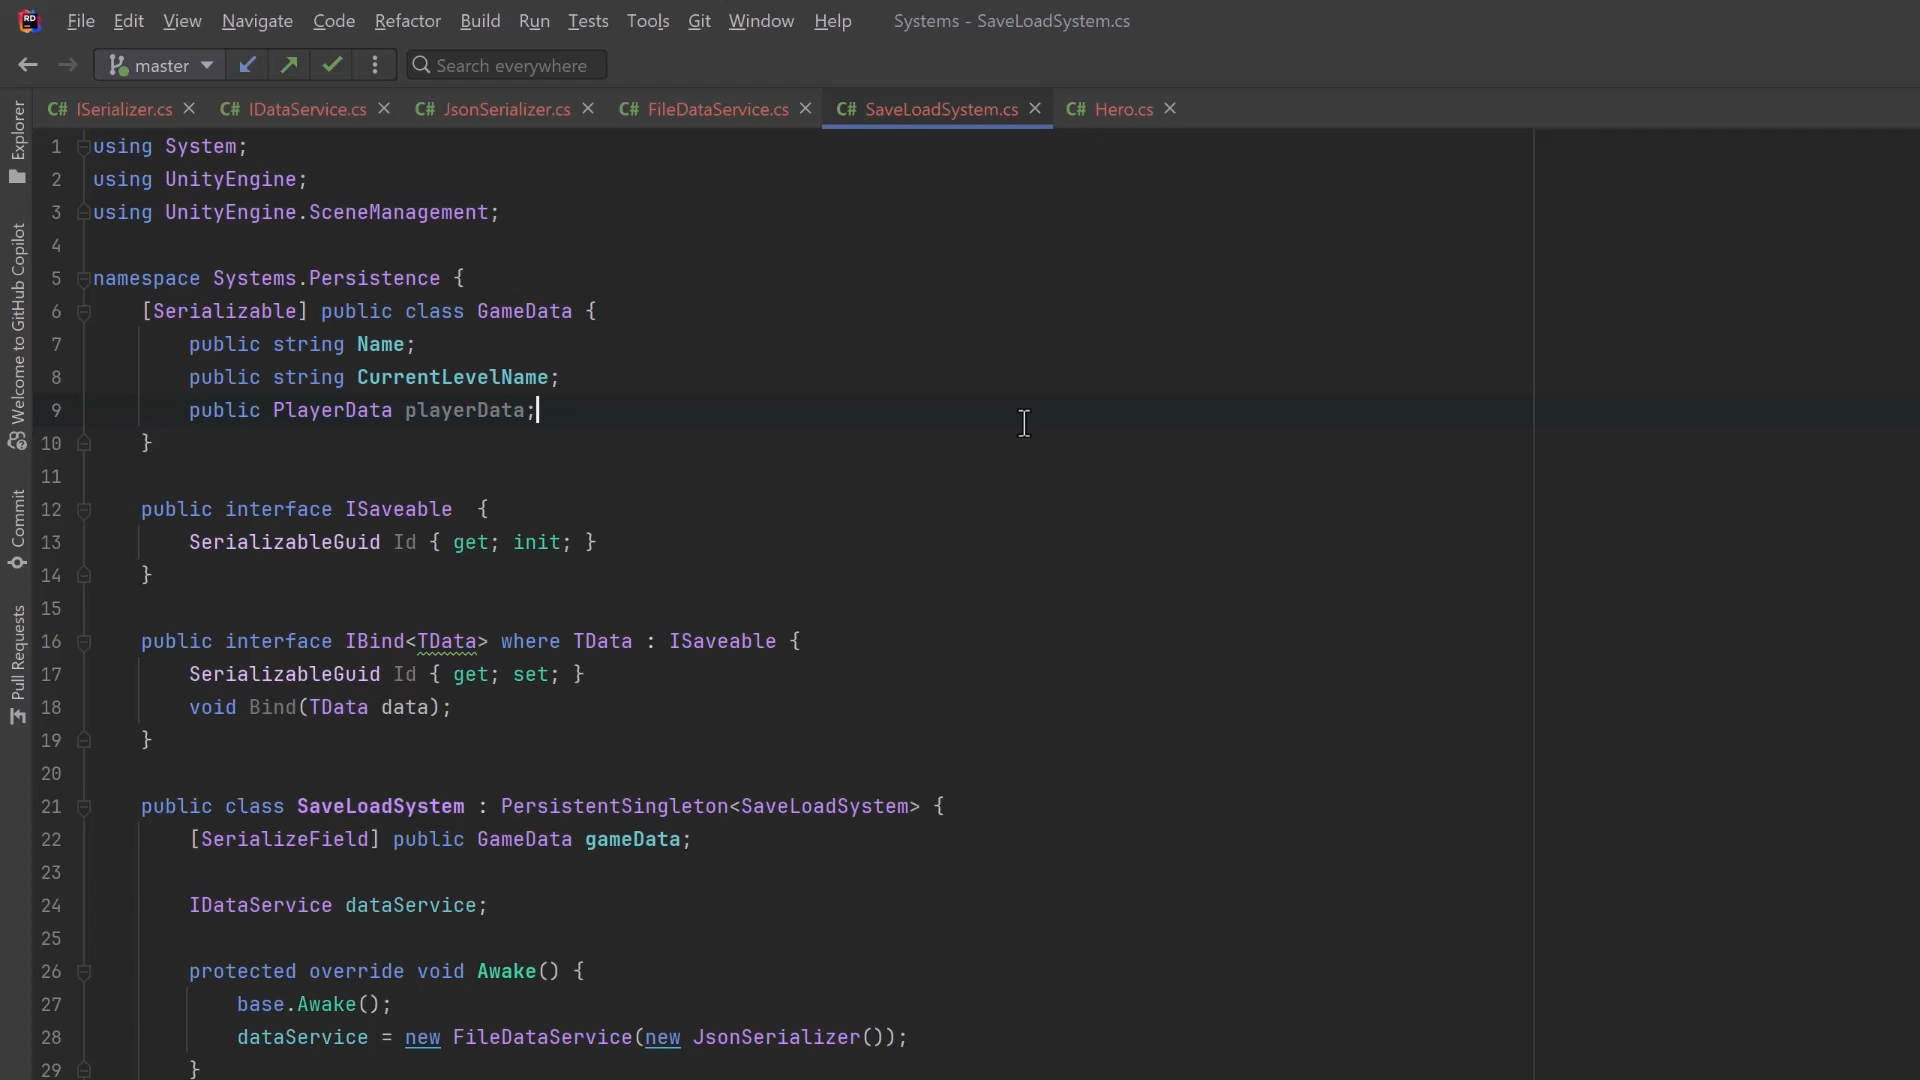 RD File Edit View Navigate Code Refactor Build Run Tests Tools Git Window Help Systems - SaveLoadSystem.cs
master Search everywhere
C# ISerializer.cs C# IDataService.cs C# JsonSerializer.cs C# FileDataService.cs C# SaveLoadSystem.cs C# Hero.cs
Explorer
Welcome to GitHub Copilot
Commit
Pull Requests
1 using System;
2 using UnityEngine;
3 using UnityEngine.SceneManagement;
4
5 namespace Systems.Persistence {
6 [Serializable] public class GameData {
7 public string Name;
8 public string CurrentLevelName;
9 public PlayerData playerData;
10 }
11
12 public interface ISaveable  {
13 SerializableGuid Id { get; init; }
14 }
15
16 public interface IBind<TData> where TData : ISaveable {
17 SerializableGuid Id { get; set; }
18 void Bind(TData data);
19 }
20
21 public class SaveLoadSystem : PersistentSingleton<SaveLoadSystem> {
22 [SerializeField] public GameData gameData;
23
24 IDataService dataService;
25
26 protected override void Awake() {
27 base.Awake();
28 dataService = new FileDataService(new JsonSerializer());
29 }